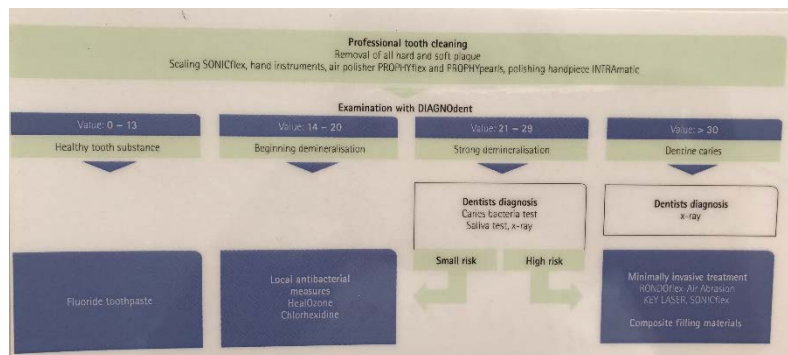 Professional tooth cleaning
Removal of all hard and soft plaque
Scaling SONICflex, hand instruments, air polisher PROPHYflex and PROPHYpearls, polishing handpiece INTRAmatic
Examination with DIAGNOdent
Value: 0 – 13
Healthy tooth substance
Value: 14 – 20
Beginning demineralisation
Value: 21 – 29
Strong demineralisation
Value: > 30
Dentine caries
Dentists diagnosis
Caries bacteria test
Saliva test, x-ray
Dentists diagnosis
x-ray
Small risk
High risk
Fluoride toothpaste
Local antibacterial
measures
HealOzone
Chlorhexidine
Minimally invasive treatment
RONDOflex Air Abrasion
KEY LASER, SONICflex
Composite filling materials